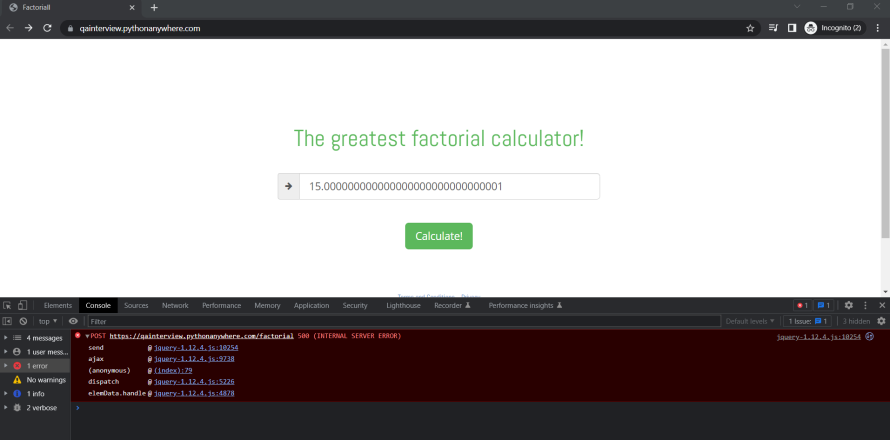 Factoriall
qainterview.pythonanywhere.com
Incognito (2)
The greatest factorial calculator!
15.0000000000000000000000000000001
Calculate!
Terms and Conditions Privacy
Elements Console Sources Network Performance Memory Application Security Lighthouse Recorder Performance insights 1 1
top Filter Default levels 1 Issue: 1 3 hidden
4 messages
1 user mess...
1 error
No warnings
1 info
2 verbose
POST https://qainterview.pythonanywhere.com/factorial 500 (INTERNAL SERVER ERROR) jquery-1.12.4.js:10254
send @ jquery-1.12.4.js:10254
ajax @ jquery-1.12.4.js:9738
(anonymous) @ (index):79
dispatch @ jquery-1.12.4.js:5226
elemData.handle @ jquery-1.12.4.js:4878